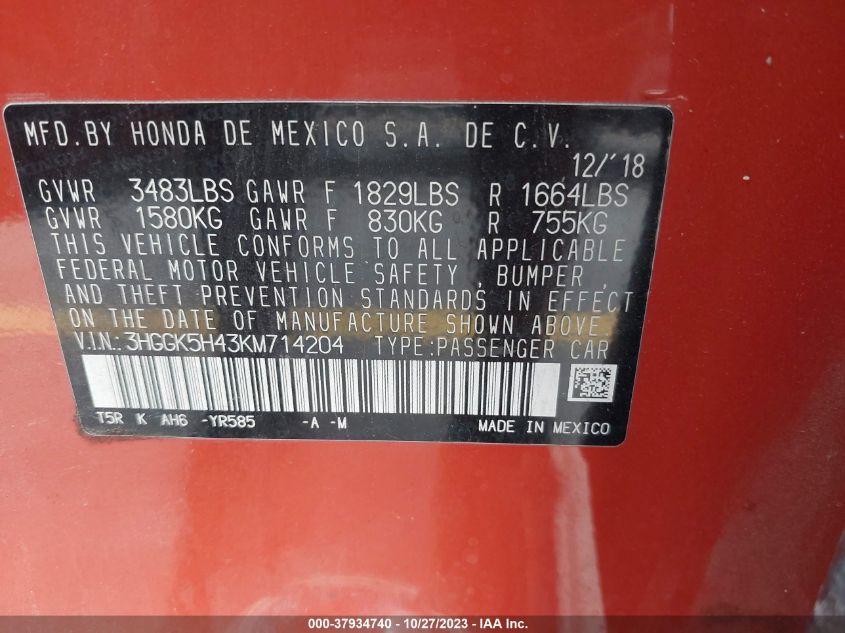 MFD.BY HONDA DE MEXICO S.A. DE C.V.
12/'18
GVWR 3483LBS GAWR F 1829LBS R 1664LBS
GVWR 1580KG GAWR F 830KG R 755KG
THIS VEHICLE CONFORMS TO ALL APPLICABLE
FEDERAL MOTOR VEHICLE SAFETY , BUMPER ,
AND THEFT PREVENTION STANDARDS IN EFFECT
ON THE DATE OF MANUFACTURE SHOWN ABOVE.
V.I.N.: 3HGGK5H43KM714204 TYPE:PASSENGER CAR
T5R K AH6 -YR585 -A -M MADE IN MEXICO
000-37934740 - 10/27/2023 - IAA Inc.